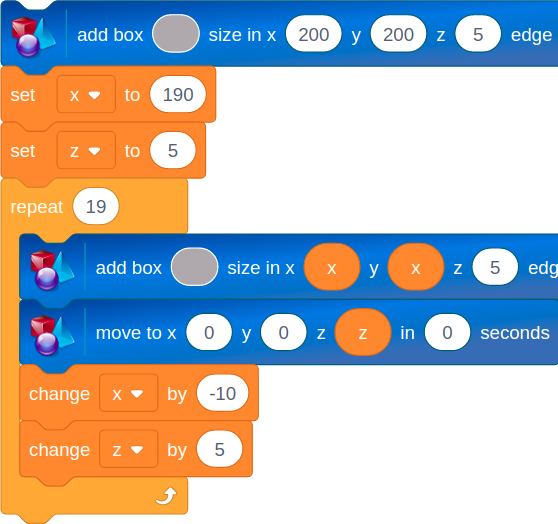 add box size in x 200 y 200 z 5 edge
set x to 190
set z to 5
repeat 19
add box size in x x y x z 5 edg
move to x 0 y 0 z z in 0 seconds
change x by -10
change z by 5